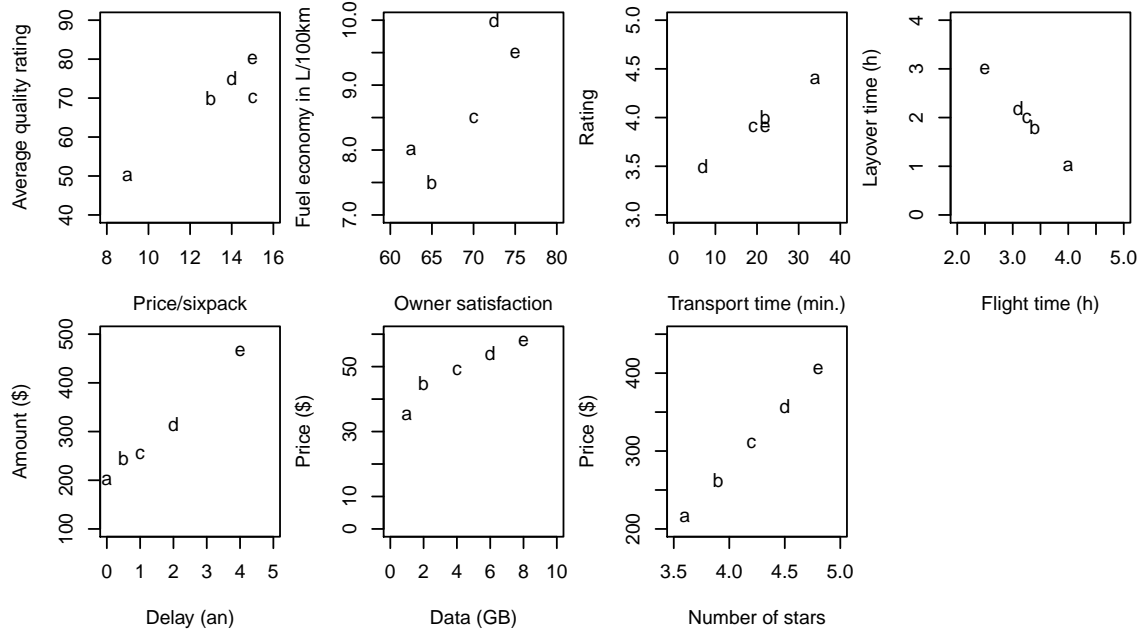 Average quality rating
90
80
70
60
50
40
a
b
c
d
e
8 10 12 14 16
Price/sixpack
Fuel economy in L/100km
10.0
9.0
8.0
7.0
a
b
c
d
e
60 65 70 75 80
Owner satisfaction
Rating
5.0
4.5
4.0
3.5
3.0
a
b
c
d
e
0 10 20 30 40
Transport time (min.)
Layover time (h)
4
3
2
1
0
a
b
c
d
e
2.0 3.0 4.0 5.0
Flight time (h)
Amount ($)
500
400
300
200
100
a
b
c
d
e
0 1 2 3 4 5
Delay (an)
Price ($)
50
30
0
a
b
c
d
e
0 2 4 6 8 10
Data (GB)
Price ($)
400
300
200
a
b
c
d
e
3.5 4.0 4.5 5.0
Number of stars